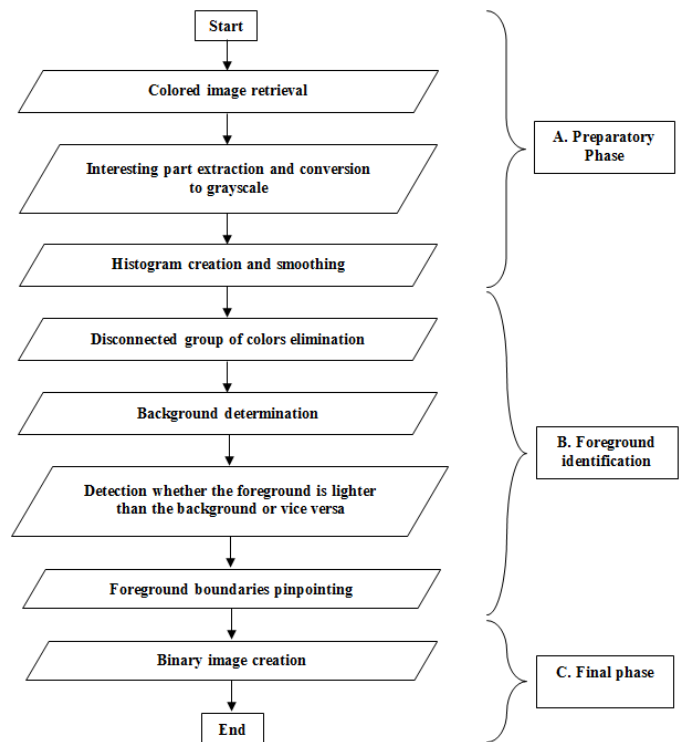 Start
Colored image retrieval
Interesting part extraction and conversion
to grayscale
Histogram creation and smoothing
A. Preparatory
Phase
Disconnected group of colors elimination
Background determination
Detection whether the foreground is lighter
than the background or vice versa
Foreground boundaries pinpointing
B. Foreground
identification
Binary image creation
End
C. Final phase